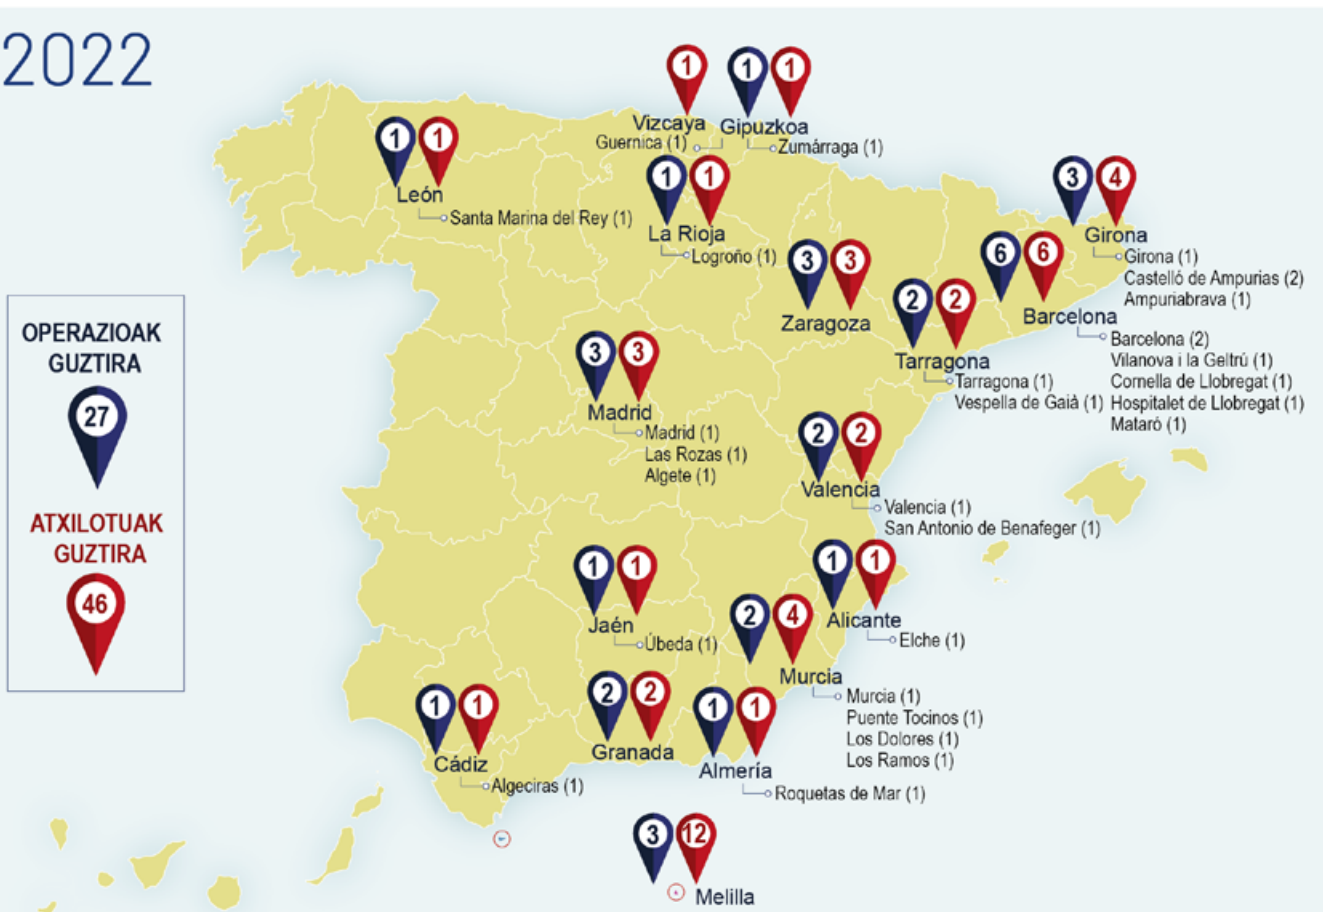 2022
OPERAZIOAK
GUZTIRA
27
ATXILOTUAK
GUZTIRA
46
1
Vizcaya
Guernica (1)
1 1
Gipuzkoa
Zumárraga (1)
1 1
León
Santa Marina del Rey (1)
1 1
La Rioja
Logroño (1)
3 4
Girona
Girona (1)
Castelló de Ampurias (2)
Ampuriabrava (1)
3 3
Zaragoza
6 6
Barcelona
Barcelona (2)
Vilanova i la Geltrú (1)
Cornella de Llobregat (1)
Hospitalet de Llobregat (1)
Mataró (1)
2 2
Tarragona
Tarragona (1)
Vespella de Gaià (1)
3 3
Madrid
Madrid (1)
Las Rozas (1)
Algete (1)
2 2
Valencia
Valencia (1)
San Antonio de Benafeger (1)
1 1
Jaén
Úbeda (1)
1 1
Alicante
Elche (1)
2 4
Murcia
Murcia (1)
Puente Tocinos (1)
Los Dolores (1)
Los Ramos (1)
1 1
Cádiz
Algeciras (1)
2 2
Granada
1 1
Almería
Roquetas de Mar (1)
3 12
Melilla